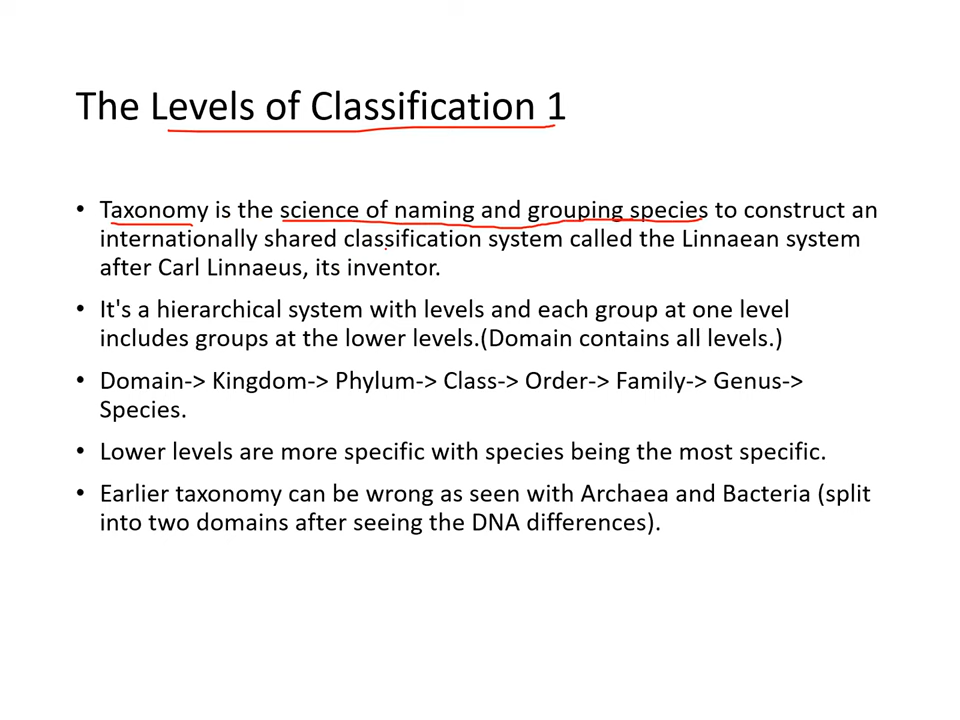 The Levels of Classification 1
• Taxonomy is the science of naming and grouping species to construct an
internationally shared classification system called the Linnaean system
after Carl Linnaeus, its inventor.
• It's a hierarchical system with levels and each group at one level
includes groups at the lower levels.(Domain contains all levels.)
• Domain-> Kingdom-> Phylum-> Class-> Order-> Family-> Genus->
Species.
• Lower levels are more specific with species being the most specific.
• Earlier taxonomy can be wrong as seen with Archaea and Bacteria (split
into two domains after seeing the DNA differences).